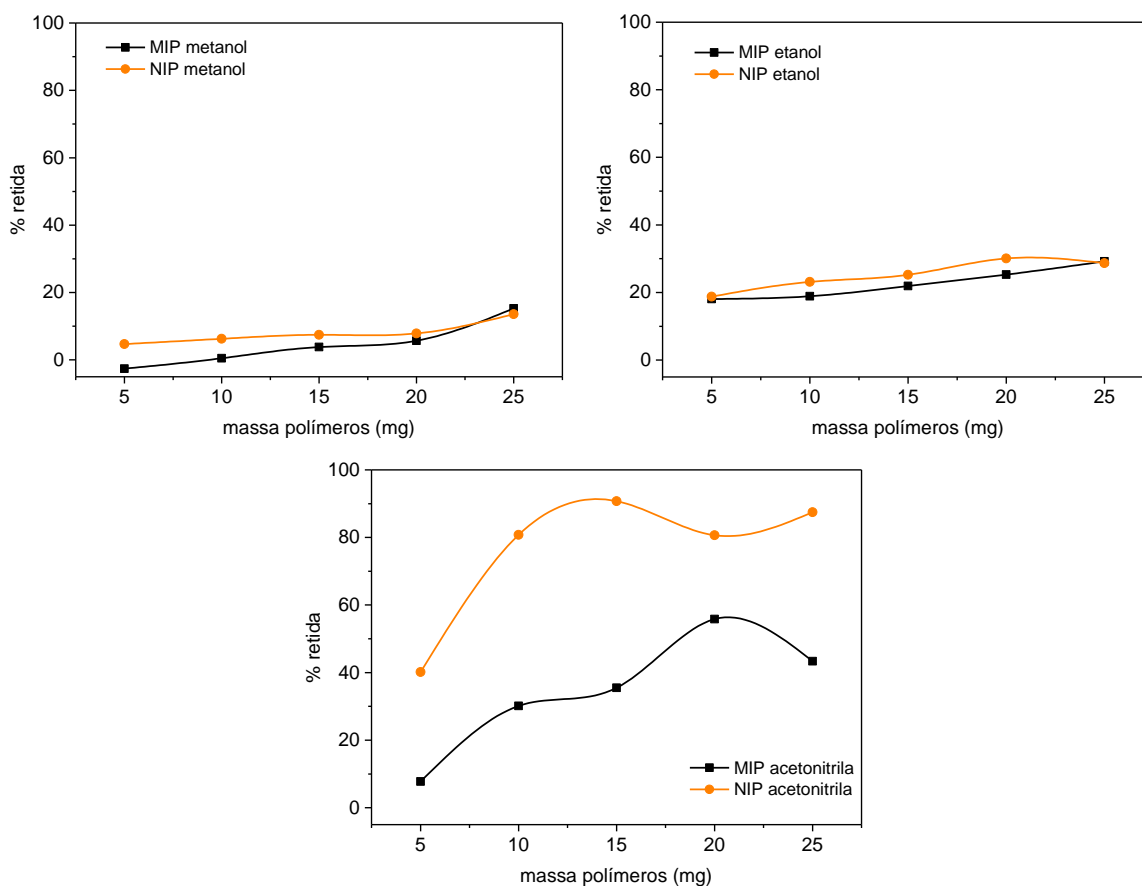 100
80
60
40
20
0
% retida
MIP metanol
NIP metanol
5 10 15 20 25
massa polímeros (mg)
100
80
60
40
20
0
% retida
MIP etanol
NIP etanol
5 10 15 20 25
massa polímeros (mg)
100
80
60
40
20
0
% retida
MIP acetonitrila
NIP acetonitrila
5 10 15 20 25
massa polímeros (mg)